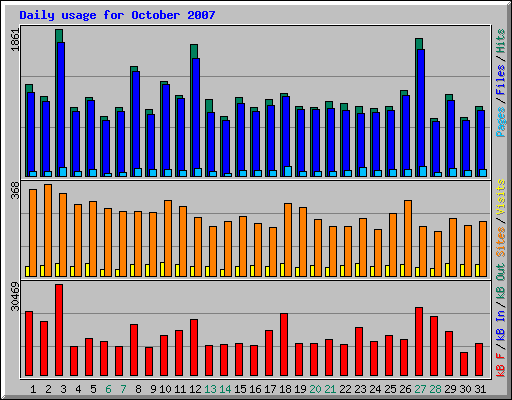 Daily usage for October 2007
1861
Pages / Files / Hits
368
Sites / Visits
30469
kB F / kB In / kB Out
1 2 3 4 5 6 7 8 9 10 11 12 13 14 15 16 17 18 19 20 21 22 23 24 25 26 27 28 29 30 31